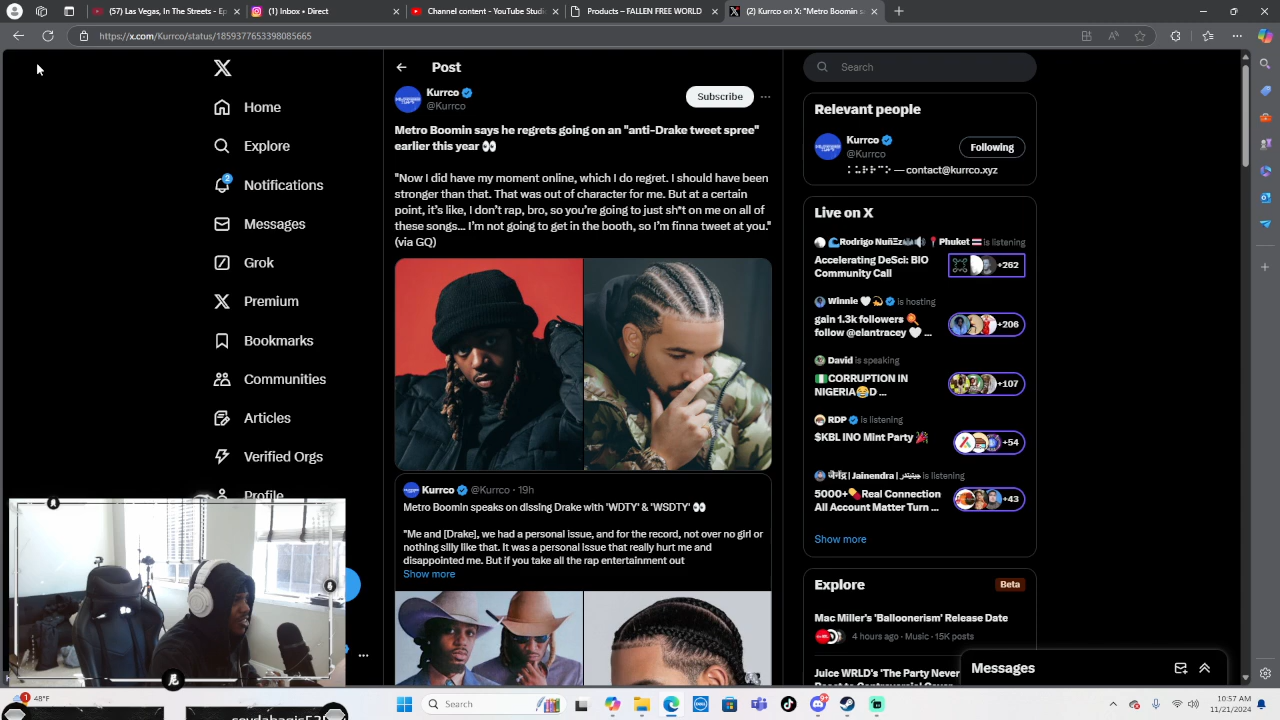 (57) Las Vegas, In The Streets - Ep
(1) Inbox • Direct
Channel content - YouTube Studi
Products – FALLEN FREE WORLD
(2) Kurrco on X: "Metro Boomin sa
https://x.com/Kurrco/status/1859377653398085665
Home
Explore
2
Notifications
Messages
Grok
Premium
Bookmarks
Communities
Articles
Verified Orgs
Profile
Post
Kurrco
@Kurrco
Subscribe
Metro Boomin says he regrets going on an "anti-Drake tweet spree"
earlier this year 👀
"Now I did have my moment online, which I do regret. I should have been
stronger than that. That was out of character for me. But at a certain
point, it's like, I don't rap, bro, so you're going to just sh*t on me on all of
these songs... I'm not going to get in the booth, so I'm finna tweet at you."
(via GQ)
Kurrco @Kurrco · 19h
Metro Boomin speaks on dissing Drake with 'WDTY' & 'WSDTY' 👀
"Me and [Drake], we had a personal issue, and for the record, not over no girl or
nothing silly like that. It was a personal issue that really hurt me and
disappointed me. But if you take all the rap entertainment out
Show more
Search
Relevant people
Kurrco
@Kurrco
Following
— contact@kurrco.xyz
Live on X
Phuket 🇹🇭 is listening
Accelerating DeSci: BIO
Community Call
+262
Winnie 🤍 is hosting
gain 1.3k followers
follow @elantracey 🤍 ...
+206
David is speaking
🇳🇬CORRUPTION IN
NIGERIA😂D ...
+107
RDP is listening
$KBL INO Mint Party 🎉
+54
Jainendra is listening
5000+💊 Real Connection
All Account Matter Turn ...
+43
Show more
Explore
Beta
Mac Miller's 'Balloonerism' Release Date
4 hours ago · Music · 15K posts
Juice WRLD's 'The Party Never
Messages
1
48°F
Search
10:57 AM
11/21/2024